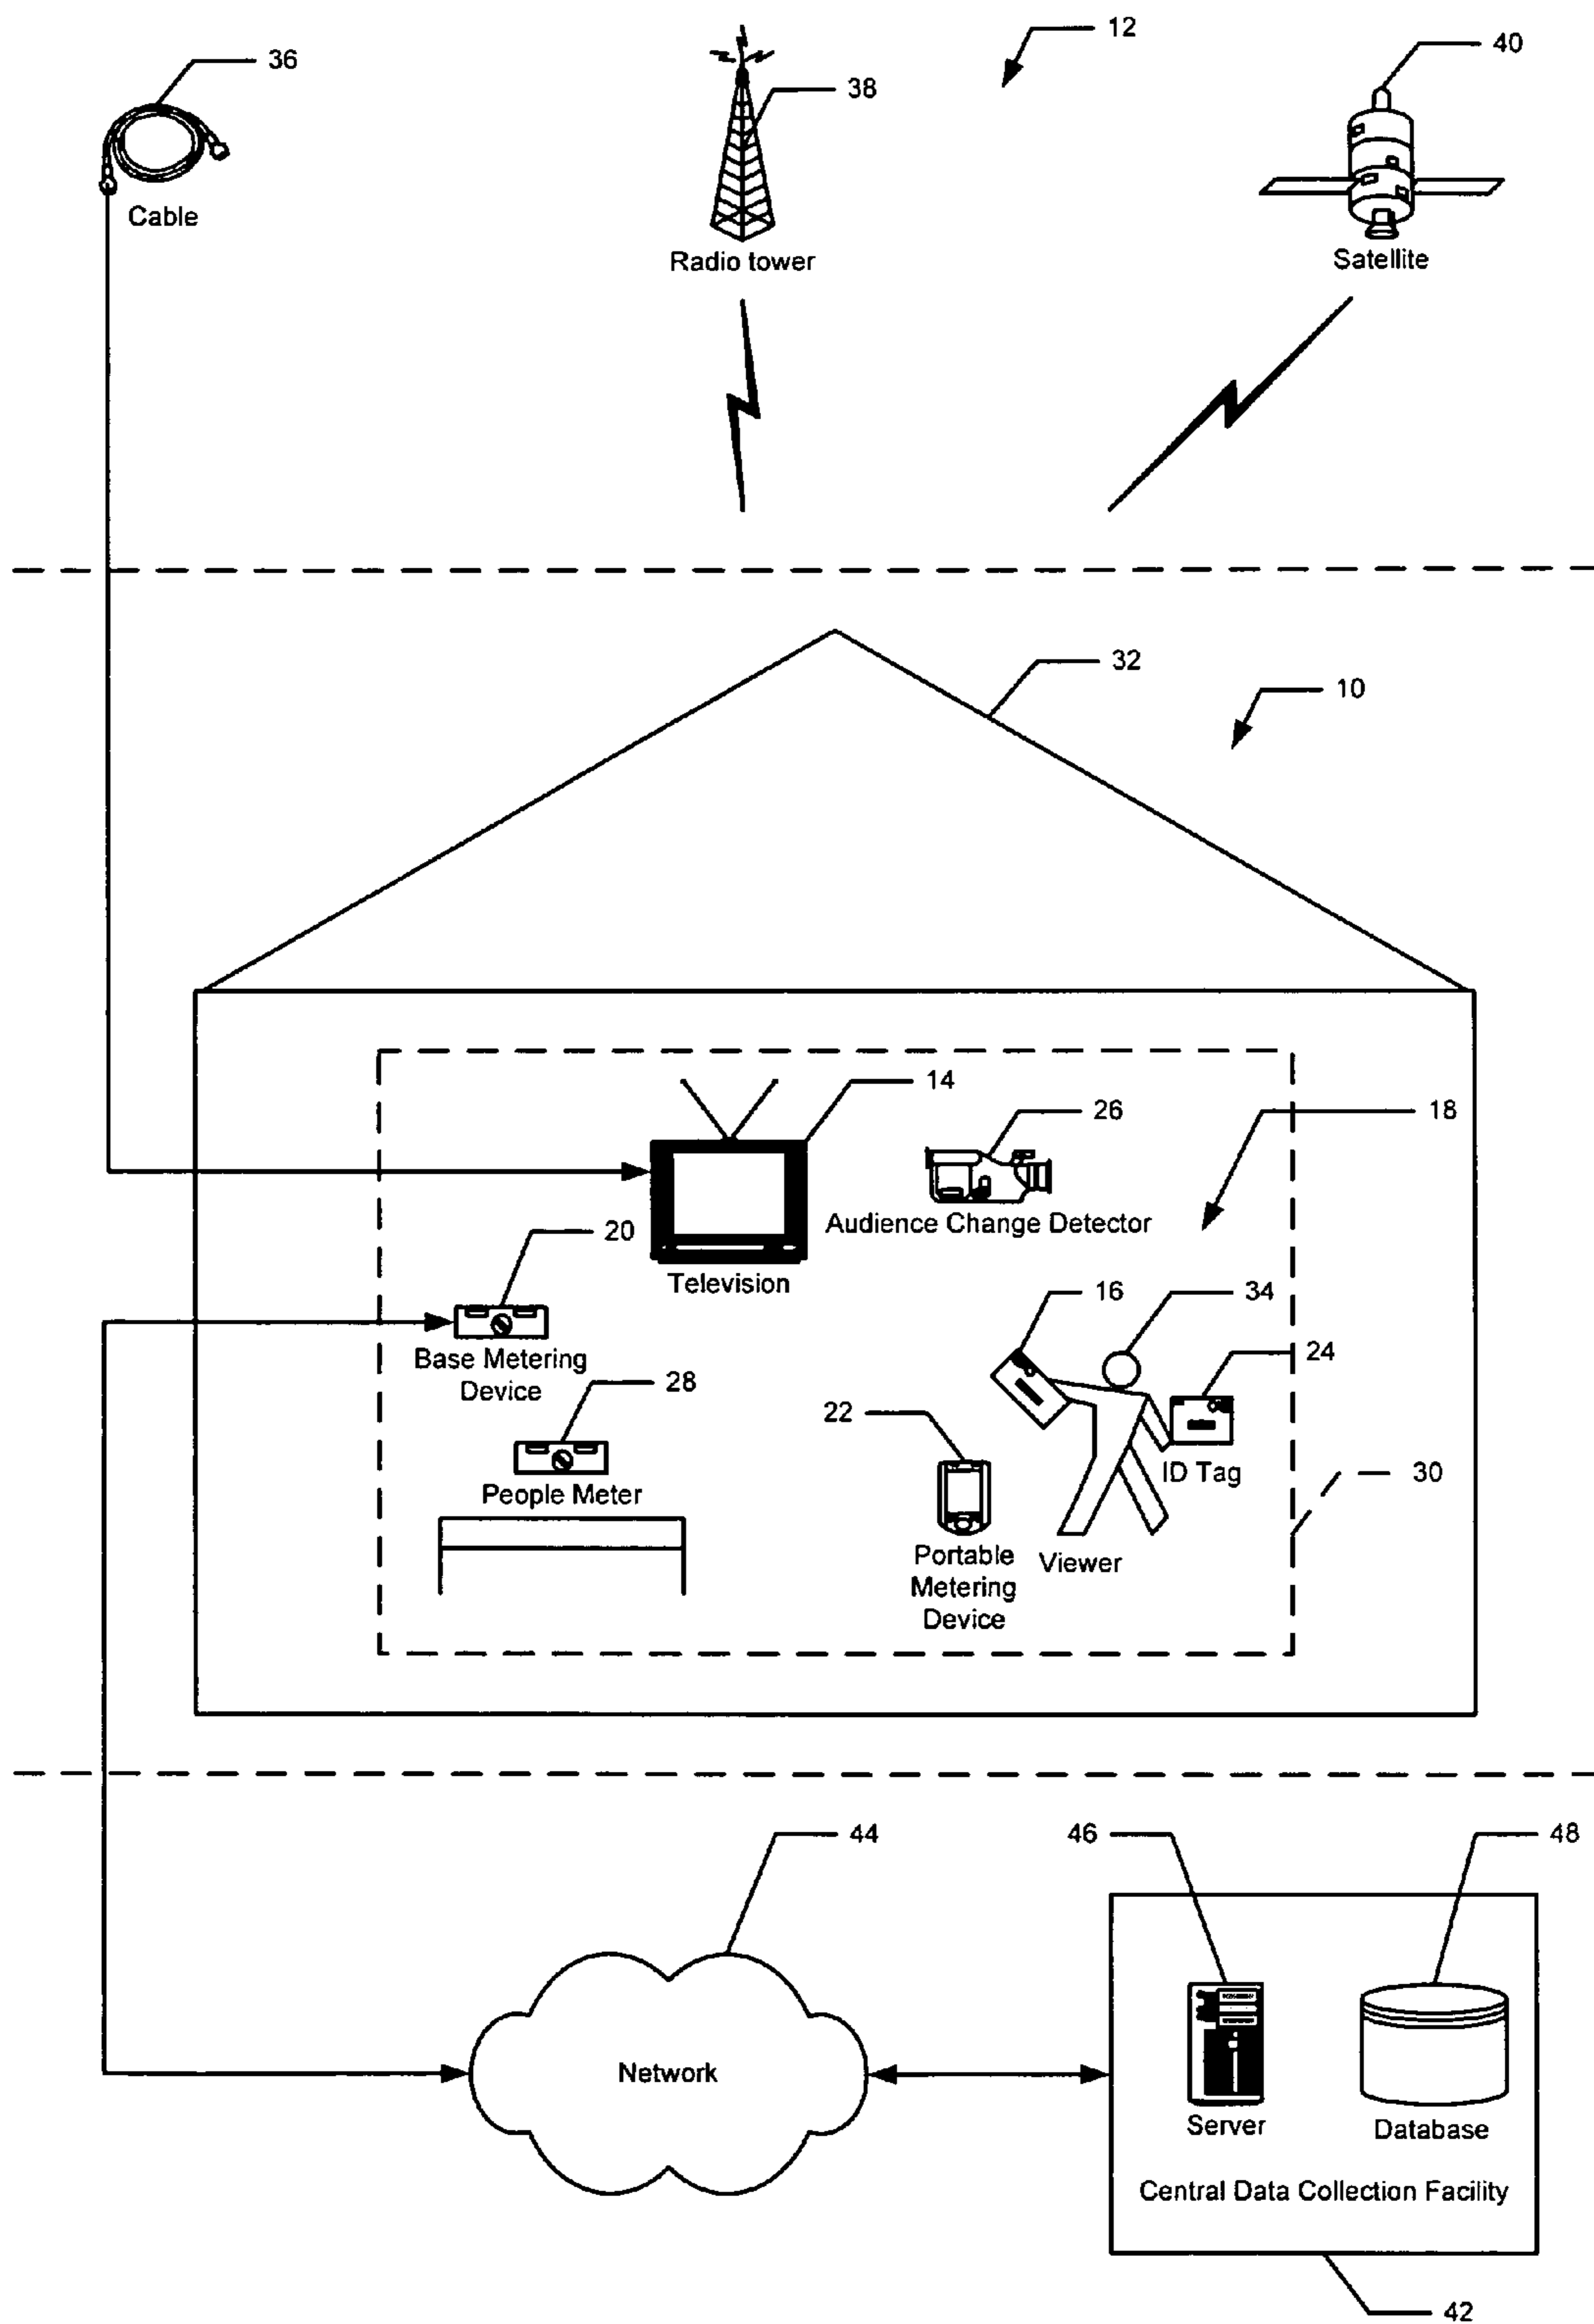 12
36
40
38
Cable
Radio tower
Satellite
32
10
14
26
18
Audience Change Detector
20
Television
16
34
24
Base Metering
Device
28
22
ID Tag
30
People Meter
Portable
Metering
Device
Viewer
44
46
48
Network
Server
Database
Central Data Collection Facility
42